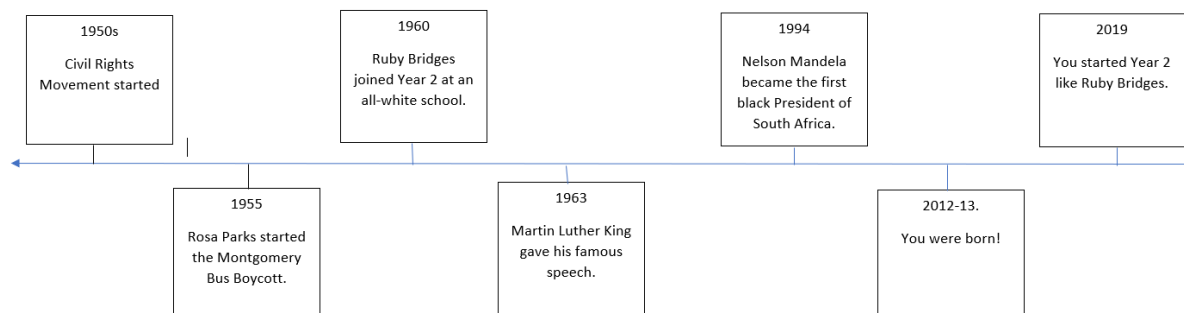 1950s
Civil Rights
Movement started
1955
Rosa Parks started
the Montgomery
Bus Boycott.
1960
Ruby Bridges
joined Year 2 at an
all-white school.
1963
Martin Luther King
gave his famous
speech.
1994
Nelson Mandela
became the first
black President of
South Africa.
2012-13.
You were born!
2019
You started Year 2
like Ruby Bridges.